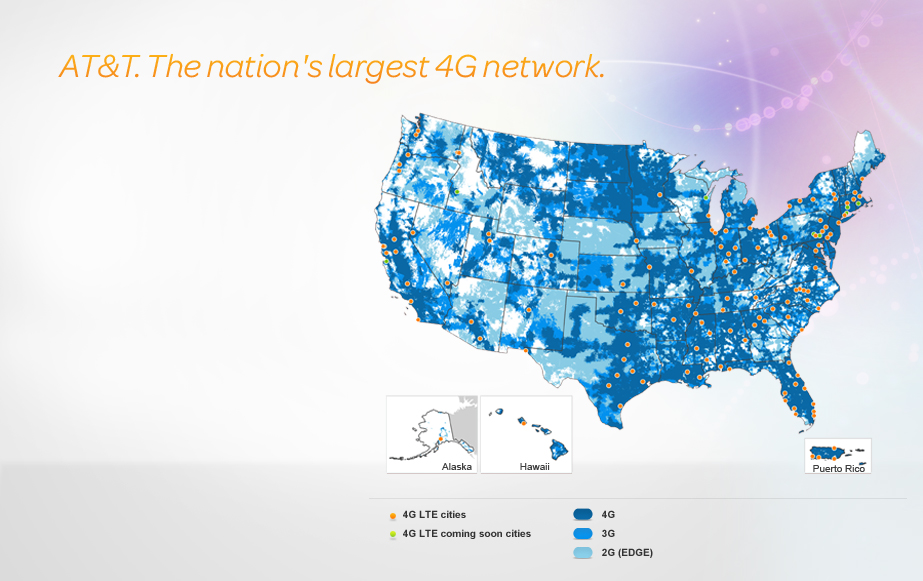 AT&T. The nation's largest 4G network.
Alaska
Hawaii
Puerto Rico
4G LTE cities
4G LTE coming soon cities
4G
3G
2G (EDGE)